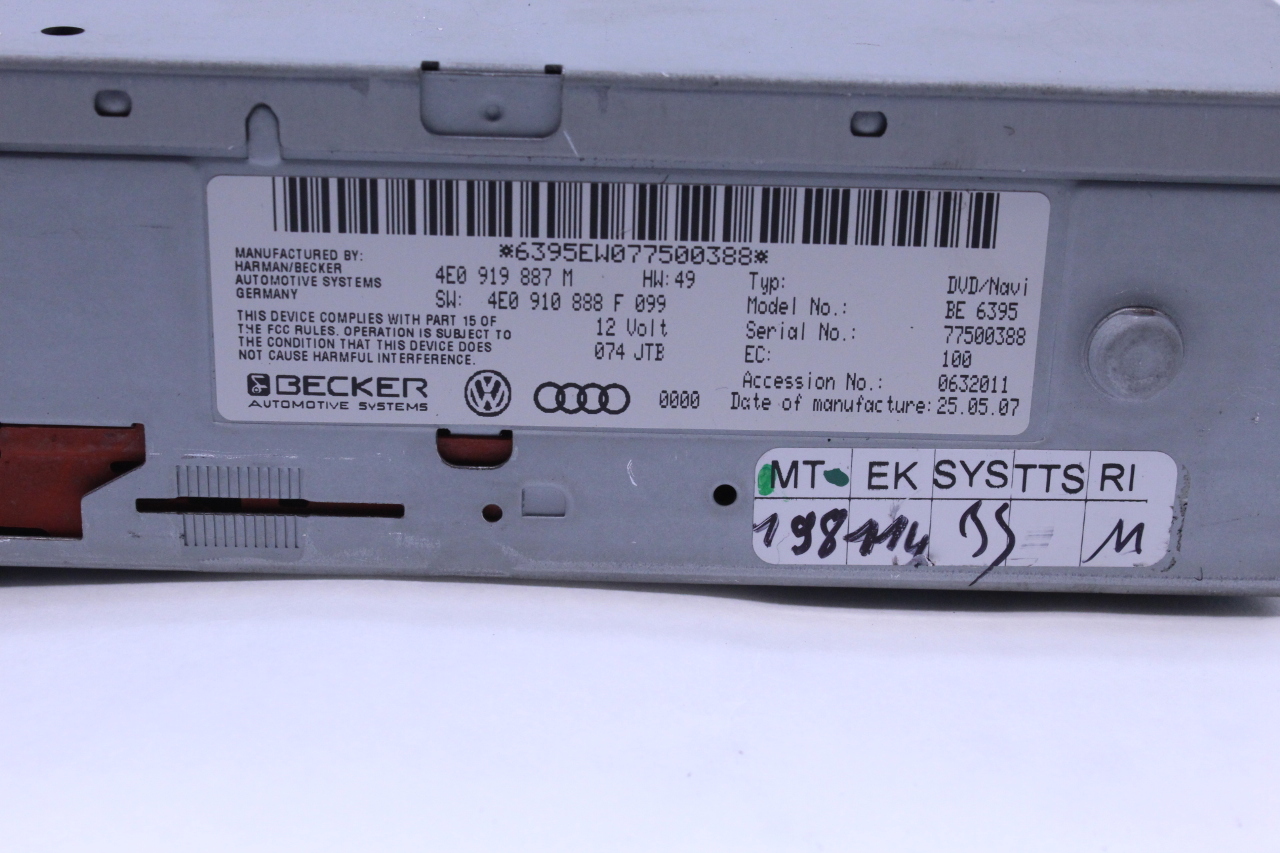 *6395EW077500388*
MANUFACTURED BY:
HARMAN/BECKER
AUTOMOTIVE SYSTEMS
GERMANY
4E0 919 887 M HW: 49
SW: 4E0 910 888 F 099
THIS DEVICE COMPLIES WITH PART 15 OF
THE FCC RULES. OPERATION IS SUBJECT TO
THE CONDITION THAT THIS DEVICE DOES
NOT CAUSE HARMFUL INTERFERENCE.
12 Volt
074 JTB
BECKER
AUTOMOTIVE SYSTEMS
0000
Typ: DVD/Navi
Model No.: BE 6395
Serial No.: 77500388
EC: 100
Accession No.: 0632011
Date of manufacture: 25.05.07
MT EK SYS TTS RI
198 M